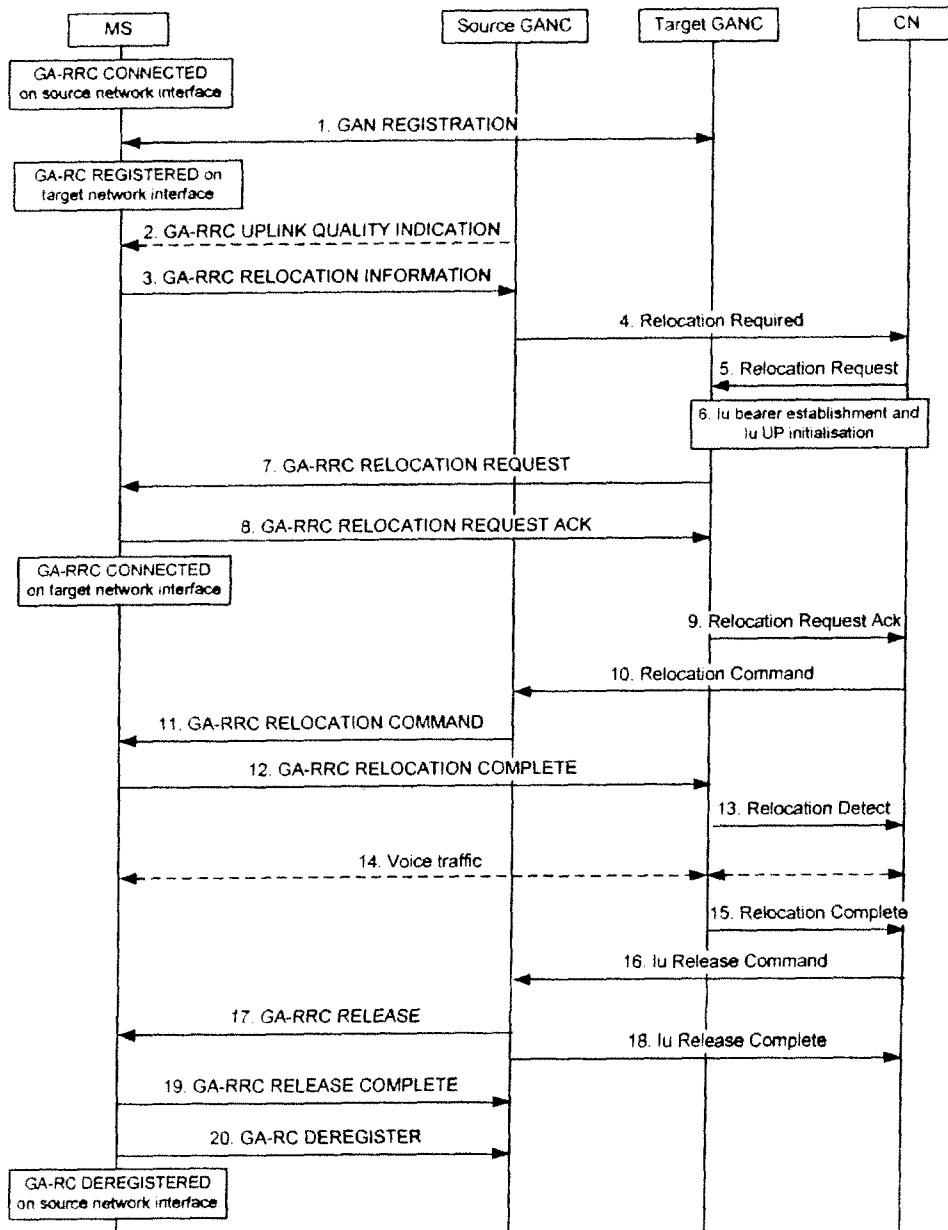 MS
Source GANC
Target GANC
CN
GA-RRC CONNECTED
on source network interface
1. GAN REGISTRATION
GA-RC REGISTERED on
target network interface
2. GA-RRC UPLINK QUALITY INDICATION
3. GA-RRC RELOCATION INFORMATION
4. Relocation Required
5. Relocation Request
6. Iu bearer establishment and
Iu UP initialisation
7. GA-RRC RELOCATION REQUEST
8. GA-RRC RELOCATION REQUEST ACK
GA-RRC CONNECTED
on target network interface
9. Relocation Request Ack
10. Relocation Command
11. GA-RRC RELOCATION COMMAND
12. GA-RRC RELOCATION COMPLETE
13. Relocation Detect
14. Voice traffic
15. Relocation Complete
16. Iu Release Command
17. GA-RRC RELEASE
18. Iu Release Complete
19. GA-RRC RELEASE COMPLETE
20. GA-RC DEREGISTER
GA-RC DEREGISTERED
on source network interface